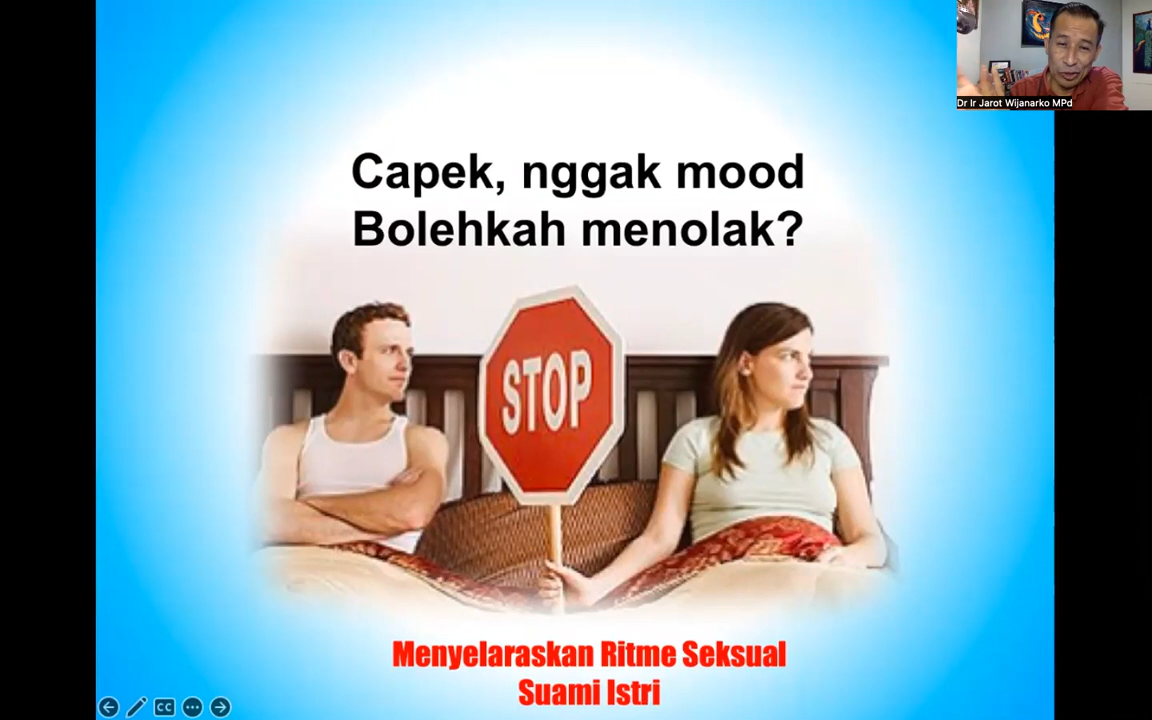 Dr Ir Jarot Wijanarko MPd
Capek, nggak mood
Bolehkah menolak?
STOP
Menyelaraskan Ritme Seksual
Suami Istri
CC